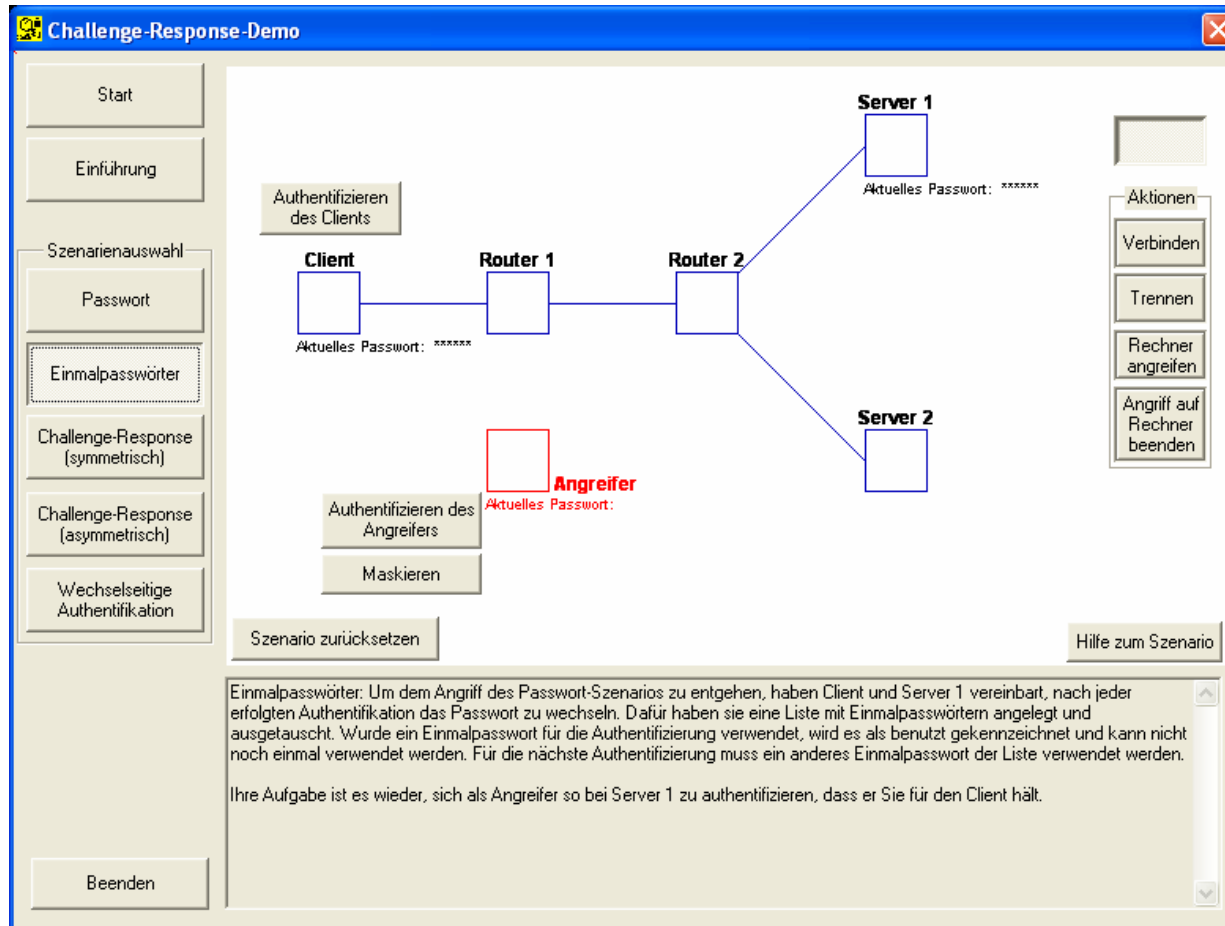 Challenge-Response-Demo
Start
Einführung
Szenarienauswahl
Passwort
Einmalpasswörter
Challenge-Response
(symmetrisch)
Challenge-Response
(asymmetrisch)
Wechselseitige
Authentifikation
Beenden
Authentifizieren
des Clients
Client
Aktuelles Passwort: ******
Router 1
Router 2
Server 1
Aktuelles Passwort: ******
Server 2
Angreifer
Aktuelles Passwort:
Authentifizieren des
Angreifers
Maskieren
Szenario zurücksetzen
Hilfe zum Szenario
Aktionen
Verbinden
Trennen
Rechner
angreifen
Angriff auf
Rechner
beenden
Einmalpasswörter: Um dem Angriff des Passwort-Szenarios zu entgehen, haben Client und Server 1 vereinbart, nach jeder
erfolgten Authentifikation das Passwort zu wechseln. Dafür haben sie eine Liste mit Einmalpasswörtern angelegt und
ausgetauscht. Wurde ein Einmalpasswort für die Authentifizierung verwendet, wird es als benutzt gekennzeichnet und kann nicht
noch einmal verwendet werden. Für die nächste Authentifizierung muss ein anderes Einmalpasswort der Liste verwendet werden.
Ihre Aufgabe ist es wieder, sich als Angreifer so bei Server 1 zu authentifizieren, dass er Sie für den Client hält.